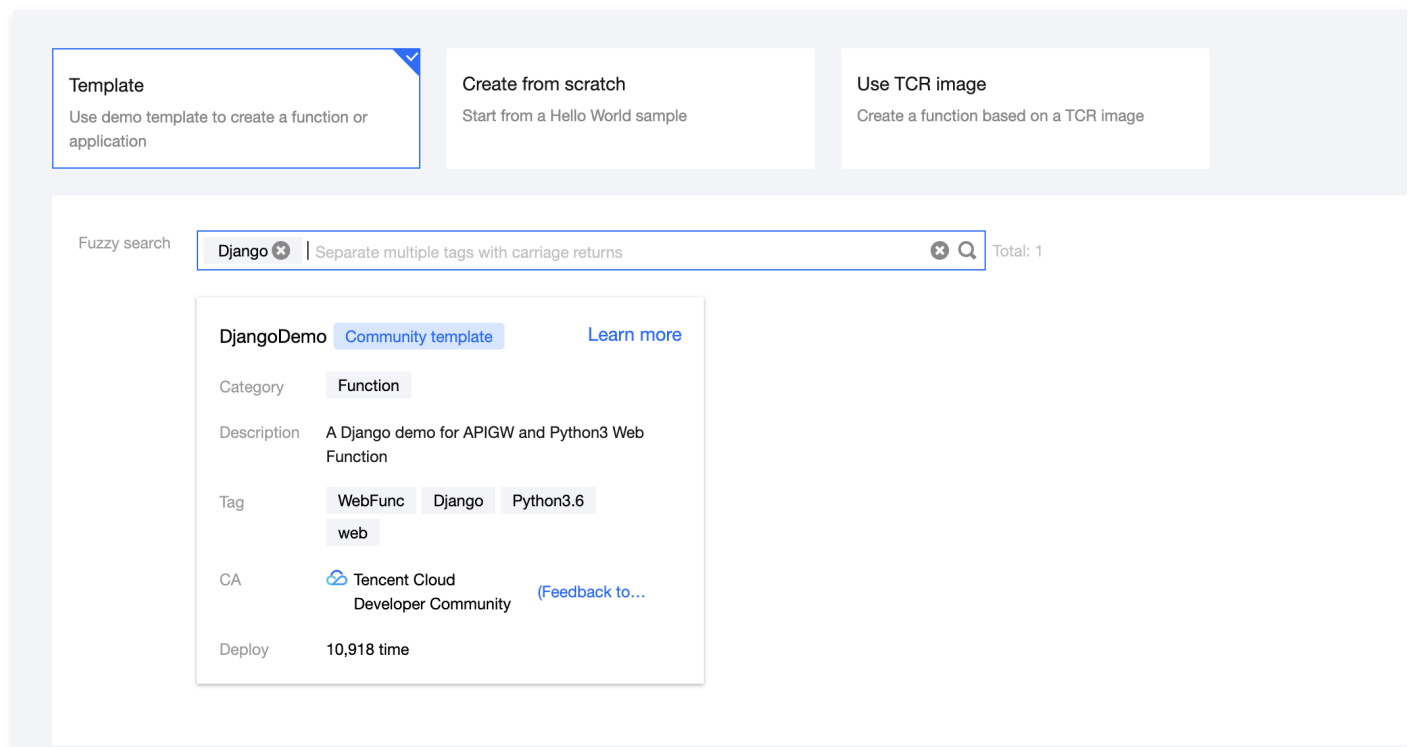 Template
Use demo template to create a function or
application
Create from scratch
Start from a Hello World sample
Use TCR image
Create a function based on a TCR image
Fuzzy search
Django
Separate multiple tags with carriage returns
Total: 1
DjangoDemo
Community template
Learn more
Category
Function
Description
A Django demo for APIGW and Python3 Web
Function
Tag
WebFunc
Django
Python3.6
web
CA
Tencent Cloud
Developer Community
(Feedback to…
Deploy
10,918 time